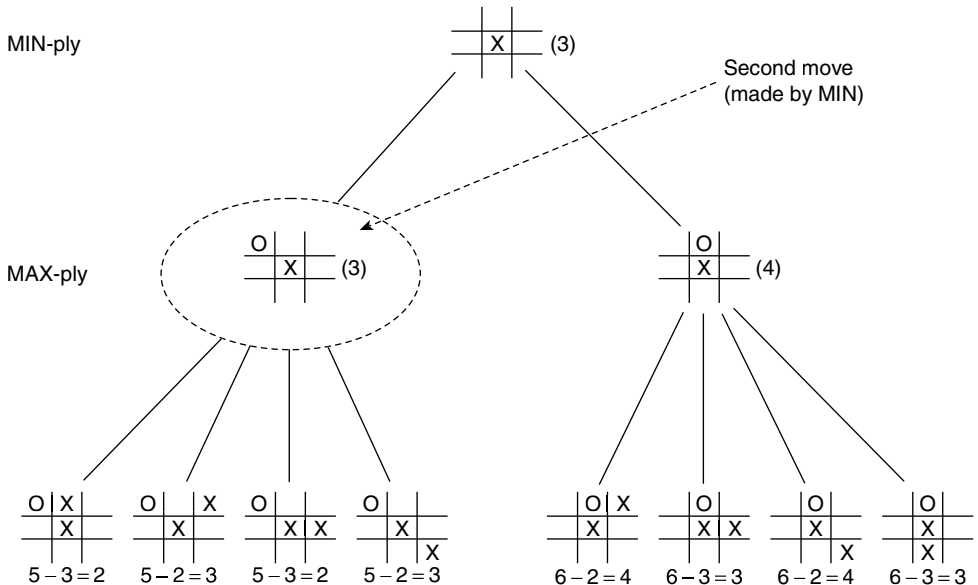 MIN-ply
X (3)
Second move
(made by MIN)
MAX-ply
O
X (3)
O
X (4)
O X
X
5 – 3 = 2
O X
X
5 – 2 = 3
O
X X
5 – 3 = 2
O
X
X
5 – 2 = 3
O X
X
6 – 2 = 4
O
X X
6 – 3 = 3
O
X
X
6 – 2 = 4
O
X
X
6 – 3 = 3